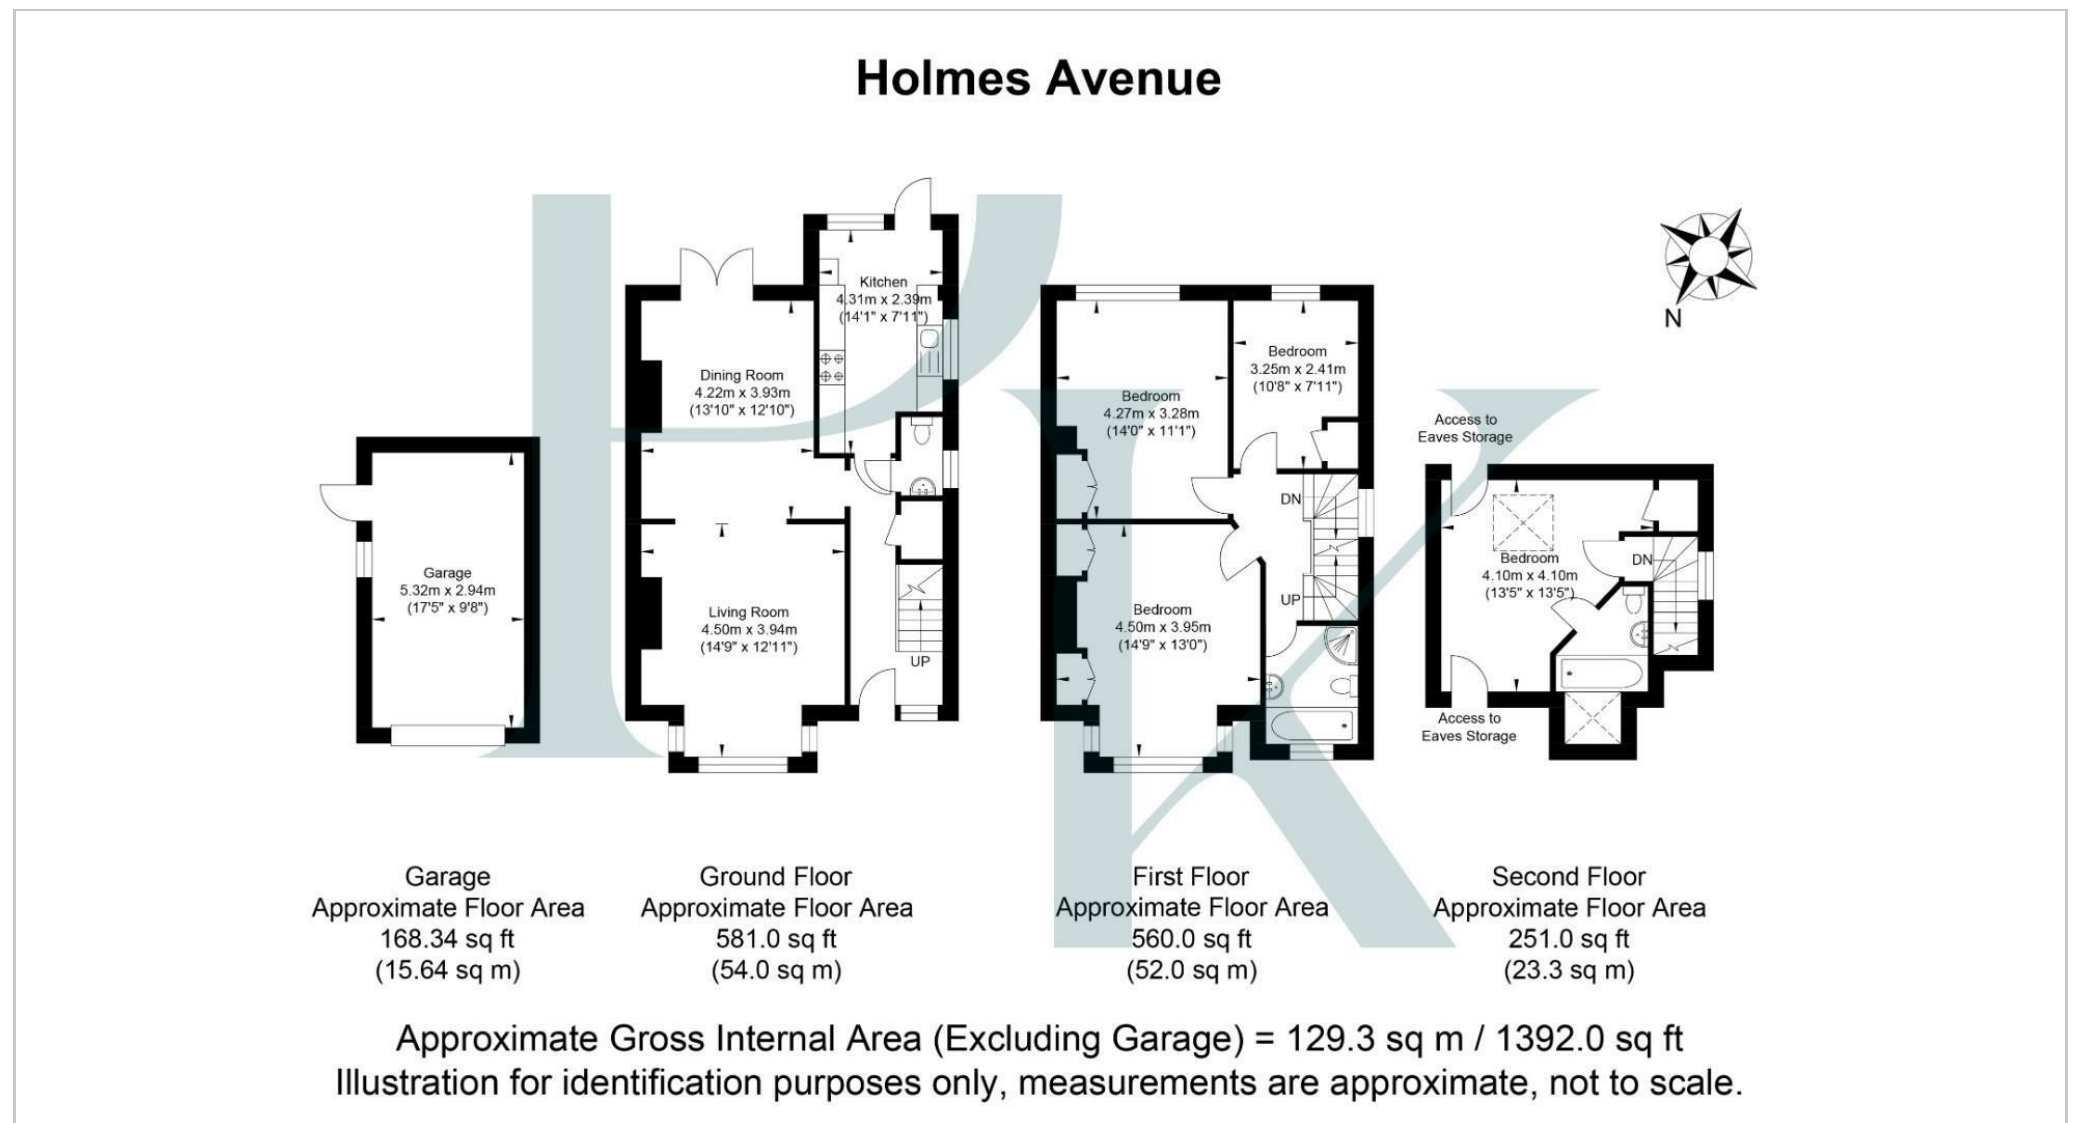 Holmes Avenue
N
Kitchen
4.31m x 2.39m
(14'1" x 7'11")
Dining Room
4.22m x 3.93m
(13'10" x 12'10")
Garage
5.32m x 2.94m
(17'5" x 9'8")
Living Room
4.50m x 3.94m
(14'9" x 12'11")
UP
Bedroom
3.25m x 2.41m
(10'8" x 7'11")
Bedroom
4.27m x 3.28m
(14'0" x 11'1")
DN
UP
Bedroom
4.50m x 3.95m
(14'9" x 13'0")
Access to
Eaves Storage
Bedroom
4.10m x 4.10m
(13'5" x 13'5")
DN
Access to
Eaves Storage
Garage
Approximate Floor Area
168.34 sq ft
(15.64 sq m)
Ground Floor
Approximate Floor Area
581.0 sq ft
(54.0 sq m)
First Floor
Approximate Floor Area
560.0 sq ft
(52.0 sq m)
Second Floor
Approximate Floor Area
251.0 sq ft
(23.3 sq m)
Approximate Gross Internal Area (Excluding Garage) = 129.3 sq m / 1392.0 sq ft
Illustration for identification purposes only, measurements are approximate, not to scale.